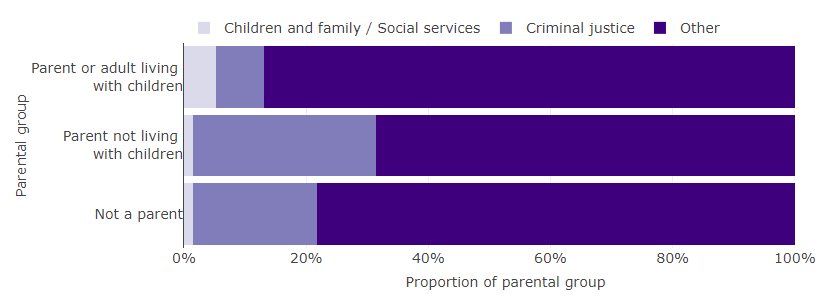 Children and family / Social services
Criminal justice
Other
Parental group
Parent or adult living
with children
Parent not living
with children
Not a parent
0%
20%
40%
60%
80%
100%
Proportion of parental group